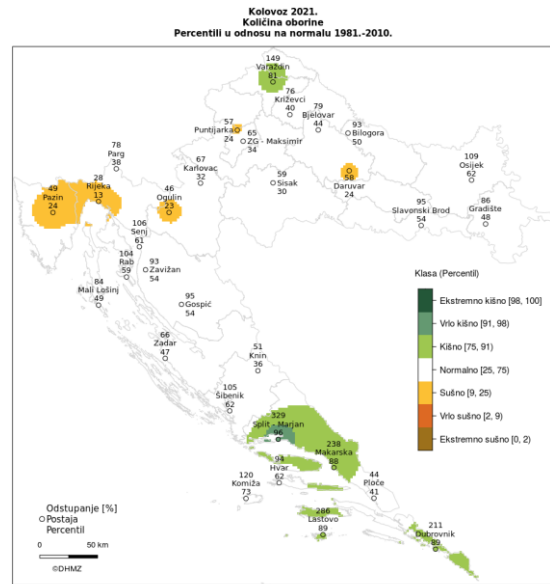 Kolovoz 2021.
Količina oborine
Percentili u odnosu na normalu 1981.-2010.
149
Varaždin
81
76
Križevci
40
79
Bjelovar
44
57
Puntijarka
24
65
ZG - Maksimir
34
93
Bilogora
50
78
Parg
38
67
Karlovac
32
59
Sisak
30
58
Daruvar
24
109
Osijek
62
49
Pazin
24
28
Rijeka
13
46
Ogulin
23
95
Slavonski Brod
54
86
Gradište
48
106
Senj
61
104
Rab
59
93
Zavižan
54
84
Mali Lošinj
49
95
Gospić
54
66
Zadar
47
51
Knin
36
105
Šibenik
62
329
Split - Marjan
96
238
Makarska
88
94
Hvar
62
120
Komiža
73
44
Ploče
41
286
Lastovo
89
211
Dubrovnik
89
Klasa (Percentil)
Ekstremno kišno [98, 100]
Vrlo kišno [91, 98)
Kišno [75, 91)
Normalno [25, 75)
Sušno [9, 25)
Vrlo sušno [2, 9)
Ekstremno sušno [0, 2)
Odstupanje [%]
Postaja
Percentil
0 50 km
©DHMZ